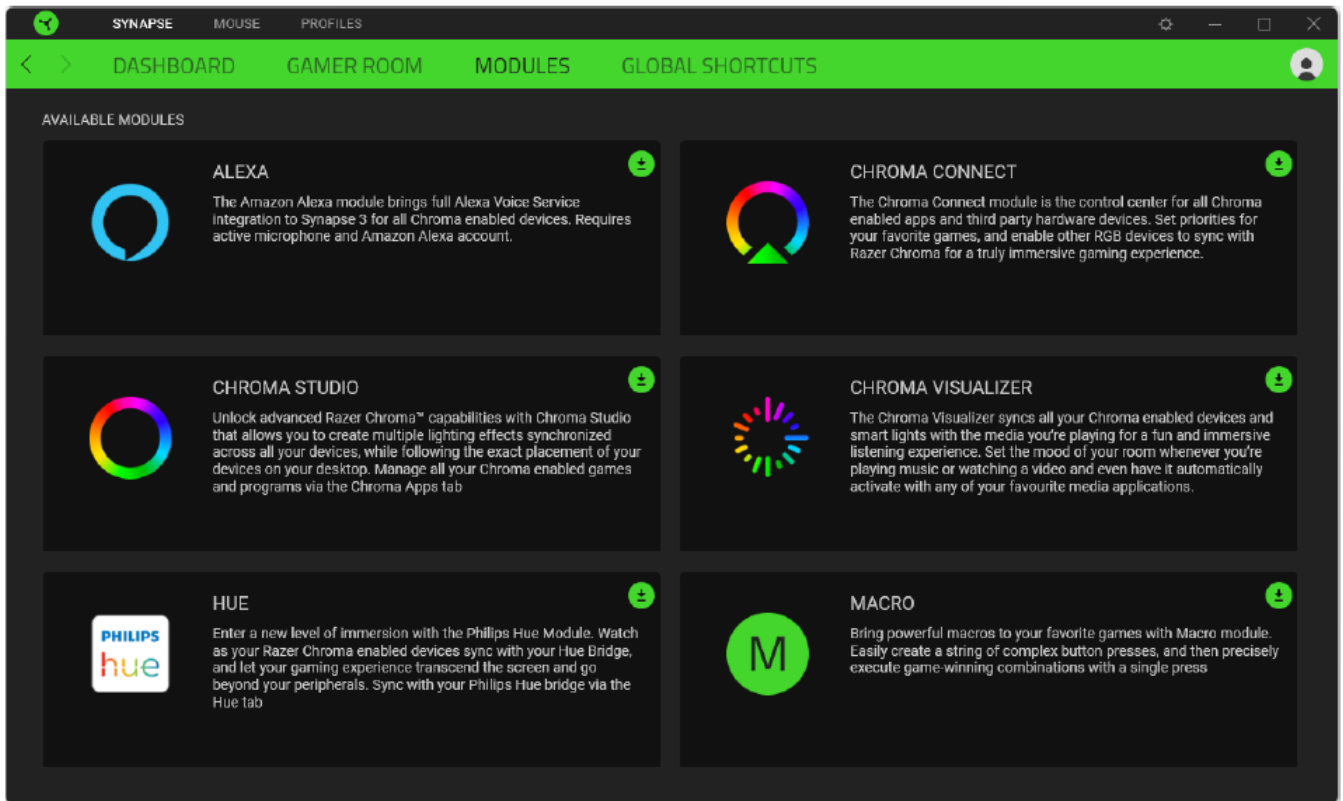 SYNAPSE MOUSE PROFILES
DASHBOARD GAMER ROOM MODULES GLOBAL SHORTCUTS
AVAILABLE MODULES
ALEXA
The Amazon Alexa module brings full Alexa Voice Service
integration to Synapse 3 for all Chroma enabled devices. Requires
active microphone and Amazon Alexa account.
CHROMA CONNECT
The Chroma Connect module is the control center for all Chroma
enabled apps and third party hardware devices. Set priorities for
your favorite games, and enable other RGB devices to sync with
Razer Chroma for a truly immersive gaming experience.
CHROMA STUDIO
Unlock advanced Razer Chroma™ capabilities with Chroma Studio
that allows you to create multiple lighting effects synchronized
across all your devices, while following the exact placement of your
devices on your desktop. Manage all your Chroma enabled games
and programs via the Chroma Apps tab
CHROMA VISUALIZER
The Chroma Visualizer syncs all your Chroma enabled devices and
smart lights with the media you're playing for a fun and immersive
listening experience. Set the mood of your room whenever you're
playing music or watching a video and even have it automatically
activate with any of your favourite media applications.
PHILIPS
hue
HUE
Enter a new level of immersion with the Philips Hue Module. Watch
as your Razer Chroma enabled devices sync with your Hue Bridge,
and let your gaming experience transcend the screen and go
beyond your peripherals. Sync with your Philips Hue bridge via the
Hue tab
M
MACRO
Bring powerful macros to your favorite games with Macro module.
Easily create a string of complex button presses, and then precisely
execute game-winning combinations with a single press